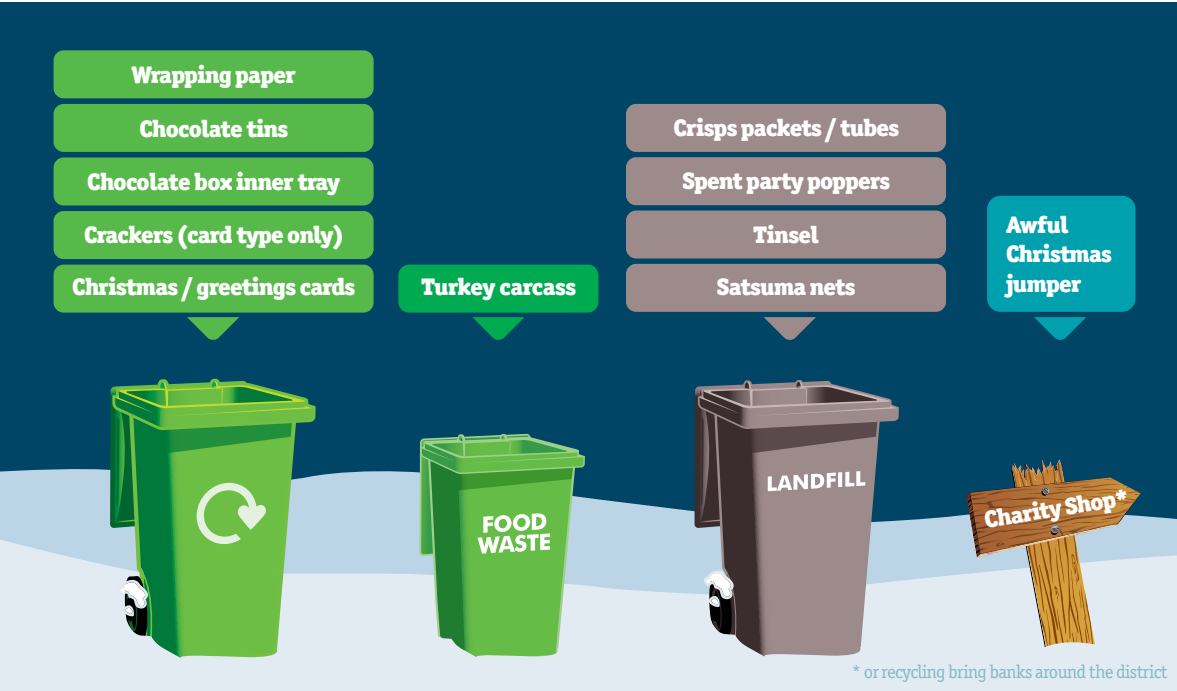 Wrapping paper
Chocolate tins
Chocolate box inner tray
Crackers (card type only)
Christmas / greetings cards
Turkey carcass
Crisps packets / tubes
Spent party poppers
Tinsel
Satsuma nets
Awful
Christmas
jumper
FOOD
WASTE
LANDFILL
Charity Shop*
* or recycling bring banks around the district